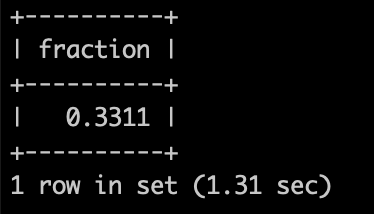 +----------+
| fraction |
+----------+
|   0.3311 |
+----------+
1 row in set (1.31 sec)